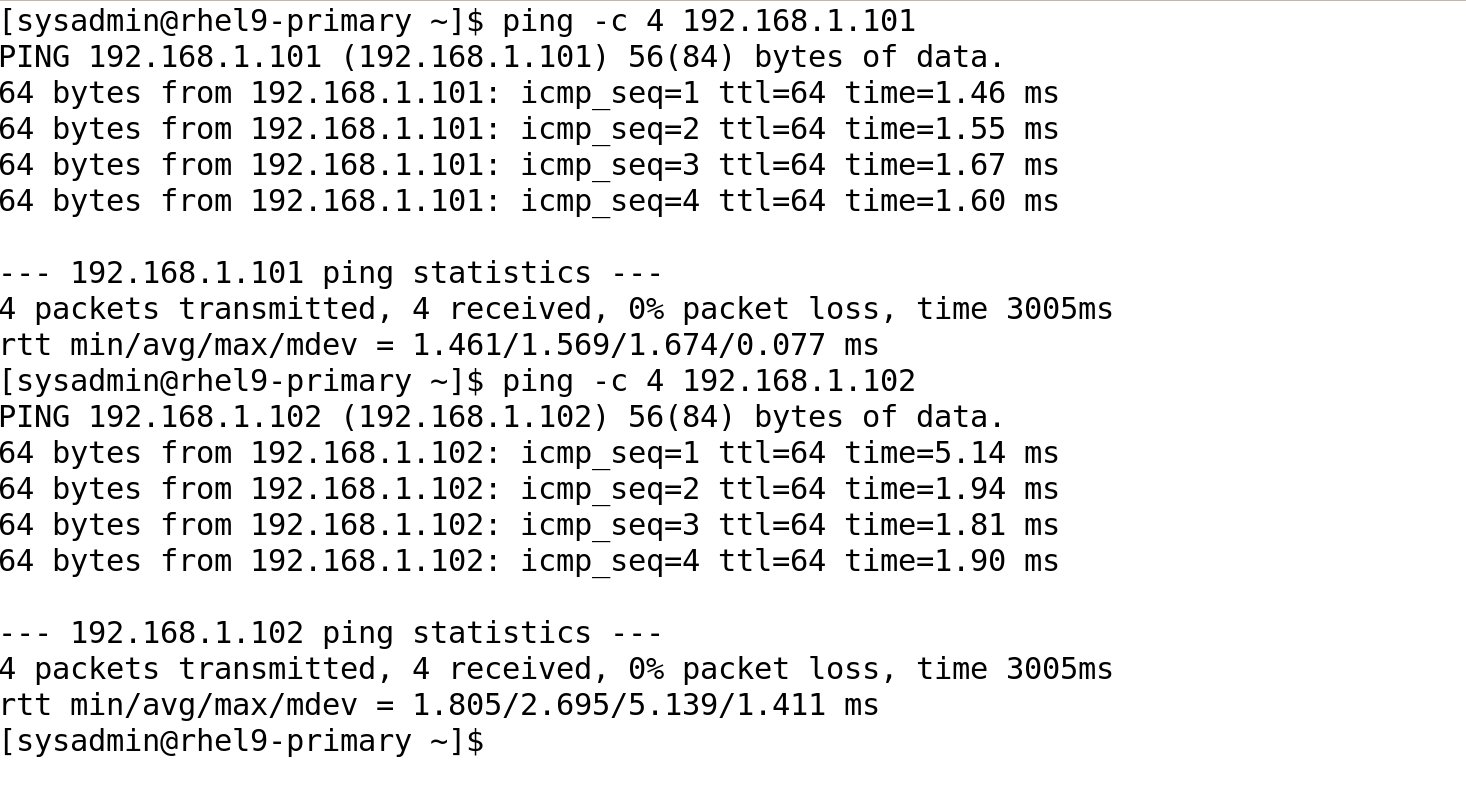 [sysadmin@rhel9-primary ~]$ ping -c 4 192.168.1.101
PING 192.168.1.101 (192.168.1.101) 56(84) bytes of data.
64 bytes from 192.168.1.101: icmp_seq=1 ttl=64 time=1.46 ms
64 bytes from 192.168.1.101: icmp_seq=2 ttl=64 time=1.55 ms
64 bytes from 192.168.1.101: icmp_seq=3 ttl=64 time=1.67 ms
64 bytes from 192.168.1.101: icmp_seq=4 ttl=64 time=1.60 ms

--- 192.168.1.101 ping statistics ---
4 packets transmitted, 4 received, 0% packet loss, time 3005ms
rtt min/avg/max/mdev = 1.461/1.569/1.674/0.077 ms
[sysadmin@rhel9-primary ~]$ ping -c 4 192.168.1.102
PING 192.168.1.102 (192.168.1.102) 56(84) bytes of data.
64 bytes from 192.168.1.102: icmp_seq=1 ttl=64 time=5.14 ms
64 bytes from 192.168.1.102: icmp_seq=2 ttl=64 time=1.94 ms
64 bytes from 192.168.1.102: icmp_seq=3 ttl=64 time=1.81 ms
64 bytes from 192.168.1.102: icmp_seq=4 ttl=64 time=1.90 ms

--- 192.168.1.102 ping statistics ---
4 packets transmitted, 4 received, 0% packet loss, time 3005ms
rtt min/avg/max/mdev = 1.805/2.695/5.139/1.411 ms
[sysadmin@rhel9-primary ~]$